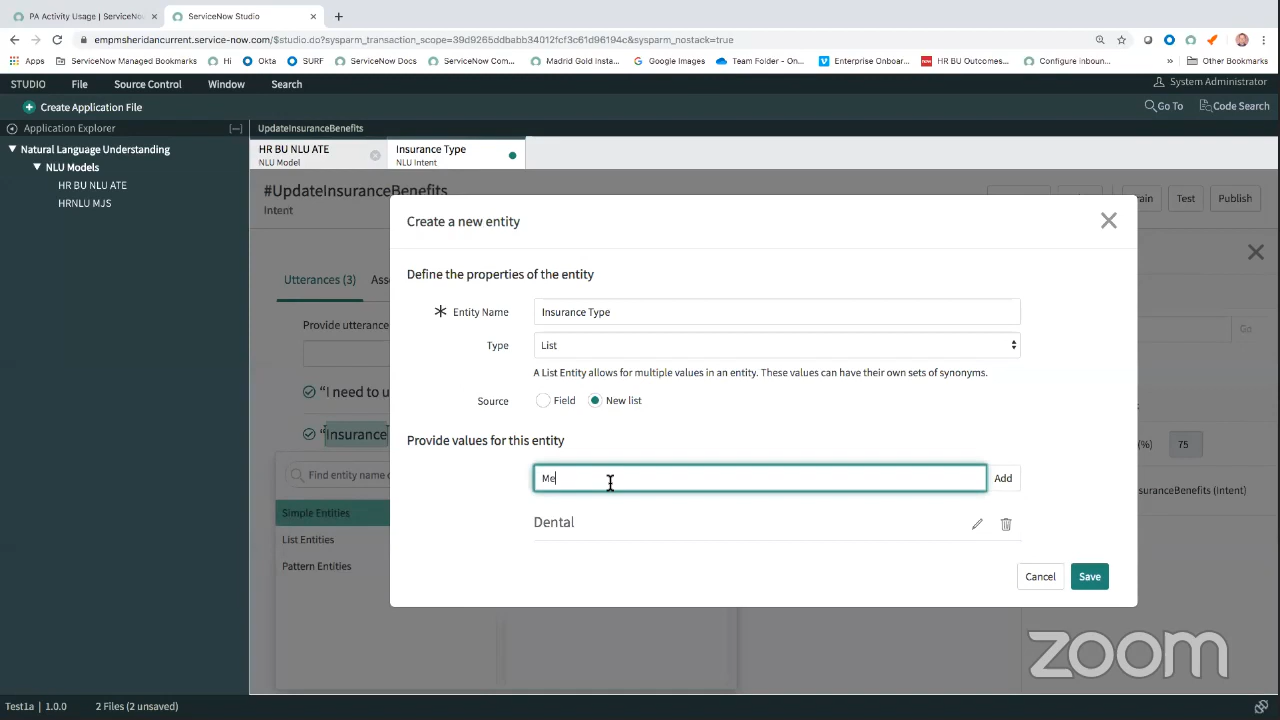 PA Activity Usage | ServiceNow
ServiceNow Studio
empmsheridancurrent.service-now.com/$studio.do?sysparm_transaction_scope=39d9265ddbabb34012fcf3c61d96194c&sysparm_nostack=true
Apps ServiceNow Managed Bookmarks Hi Okta SURF ServiceNow Docs ServiceNow Com... Madrid Gold Insta... Google Images Team Folder - On... Enterprise Onboar... HR BU Outcomes... Configure inboun... » Other Bookmarks
STUDIO File Source Control Window Search System Administrator
Create Application File Go To Code Search
Application Explorer [—] UpdateInsuranceBenefits
Natural Language Understanding
NLU Models
HR BU NLU ATE
HRNLU MJS
HR BU NLU ATE
NLU Model
Insurance Type
NLU Intent
#UpdateInsuranceBenefits
Intent
Test Publish
Create a new entity
Utterances (3)
Define the properties of the entity
Entity Name Insurance Type
Provide utterance
Go
Type List
A List Entity allows for multiple values in an entity. These values can have their own sets of synonyms.
"I need to u
Source Field New list
"Insurance
Provide values for this entity
(%) 75
Find entity name
Me Add
Simple Entities
Dental
List Entities
Pattern Entities
suranceBenefits (Intent)
Cancel Save
zoom
Test1a | 1.0.0 2 Files (2 unsaved)